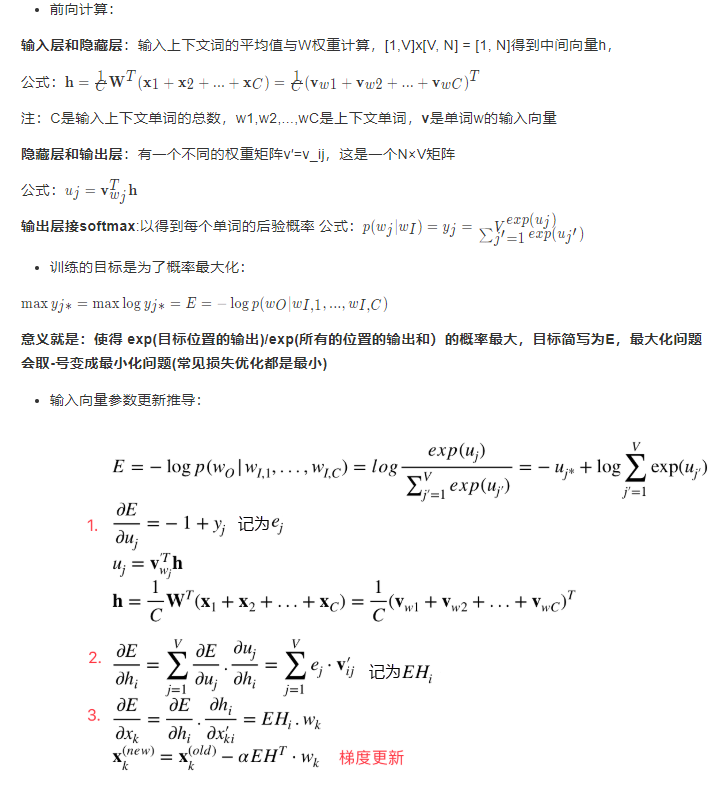 • 前向计算：
输入层和隐藏层：输入上下文词的平均值与W权重计算，[1,V]x[V, N] = [1, N]得到中间向量h，
公式：$\mathbf{h} = \frac{1}{C}\mathbf{W}^T(\mathbf{x}1 + \mathbf{x}2 + ... + \mathbf{x}_C) = \frac{1}{C}(\mathbf{v}_w1 + \mathbf{v}_w2 + ... + \mathbf{v}_wC)^T$
注：C是输入上下文单词的总数，w1,w2,...,wC是上下文单词，v是单词w的输入向量
隐藏层和输出层：有一个不同的权重矩阵v'=v_ij，这是一个N×V矩阵
公式：$u_j = \mathbf{v}_{w_j}^T\mathbf{h}$
输出层接softmax:以得到每个单词的后验概率 公式：$p(w_j|w_I) = y_j = \frac{exp(u_j)}{\sum_{j'=1}^{V} exp(u_{j'})}$
• 训练的目标是为了概率最大化：
$\max y_{j*} = \max \log y_{j*} = E = -\log p(w_O|w_{I,1}, ..., w_{I,C})$
意义就是：使得 exp(目标位置的输出)/exp(所有的位置的输出和）的概率最大，目标简写为E，最大化问题
会取-号变成最小化问题(常见损失优化都是最小)
• 输入向量参数更新推导：
$E = -\log p(w_O|w_{I,1}, ..., w_{I,C}) = log\frac{exp(u_j)}{\sum_{j'=1}^{V} exp(u_{j'})} = -u_{j*} + \log\sum_{j'=1}^{V}\exp(u_{j'})$
1. $\frac{\partial E}{\partial u_j} = -1 + y_j$ 记为$e_j$
$u_j = \mathbf{v}_{w_j}^{'T}\mathbf{h}$
$\mathbf{h} = \frac{1}{C}\mathbf{W}^T(\mathbf{x}_1 + \mathbf{x}_2 + ... + \mathbf{x}_C) = \frac{1}{C}(\mathbf{v}_{w1} + \mathbf{v}_{w2} + ... + \mathbf{v}_{wC})^T$
2. $\frac{\partial E}{\partial h_i} = \sum_{j=1}^{V}\frac{\partial E}{\partial u_j} . \frac{\partial u_j}{\partial h_i} = \sum_{j=1}^{V} e_j \cdot \mathbf{v}'_{ij}$ 记为$EH_i$
3. $\frac{\partial E}{\partial x_k} = \frac{\partial E}{\partial h_i} . \frac{\partial h_i}{\partial x'_{ki}} = EH_i . w_k$
$\mathbf{x}_k^{(new)} = \mathbf{x}_k^{(old)} - \alpha EH^T \cdot w_k$ 梯度更新